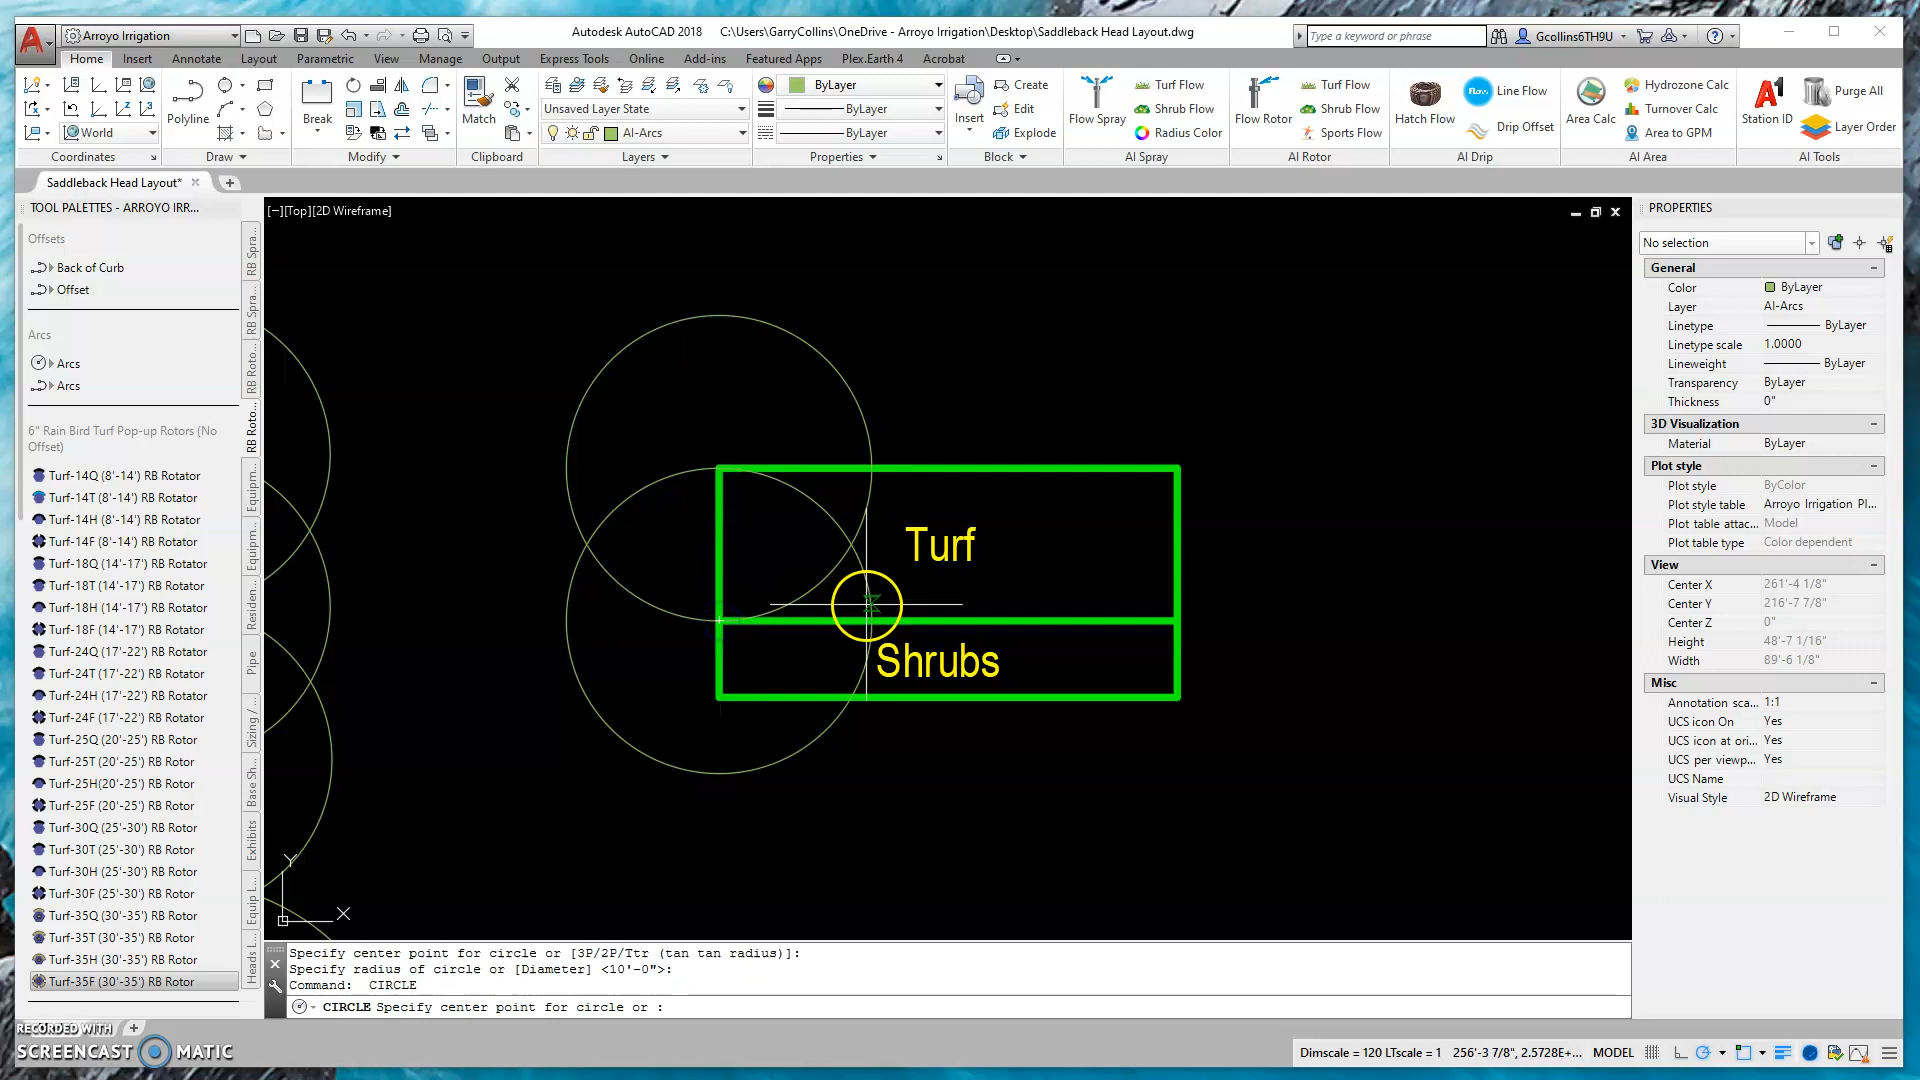 Arroyo Irrigation
Autodesk AutoCAD 2018 C:\Users\GarryCollins\OneDrive - Arroyo Irrigation\Desktop\Saddleback Head Layout.dwg
Type a keyword or phrase
Gcollins6TH9U
Home Insert Annotate Layout Parametric View Manage Output Express Tools Online Add-ins Featured Apps Plex.Earth 4 Acrobat
World
Coordinates
Polyline
Draw
Break
Modify
Match
Clipboard
Unsaved Layer State
AI-Arcs
Layers
ByLayer
ByLayer
ByLayer
Properties
Insert
Create
Edit
Explode
Block
Flow Spray
Turf Flow
Shrub Flow
Radius Color
AI Spray
Flow Rotor
Turf Flow
Shrub Flow
Sports Flow
AI Rotor
Hatch Flow
Line Flow
Drip Offset
AI Drip
Area Calc
Hydrozone Calc
Turnover Calc
Area to GPM
AI Area
Station ID
Purge All
Layer Order
AI Tools
Saddleback Head Layout*
TOOL PALETTES - ARROYO IRR...
Offsets
Back of Curb
Offset
Arcs
Arcs
Arcs
6" Rain Bird Turf Pop-up Rotors (No
Offset)
Turf-14Q (8'-14') RB Rotator
Turf-14T (8'-14') RB Rotator
Turf-14H (8'-14') RB Rotator
Turf-14F (8'-14') RB Rotator
Turf-18Q (14'-17') RB Rotator
Turf-18T (14'-17') RB Rotator
Turf-18H (14'-17') RB Rotator
Turf-18F (14'-17') RB Rotator
Turf-24Q (17'-22') RB Rotator
Turf-24T (17'-22') RB Rotator
Turf-24H (17'-22') RB Rotator
Turf-24F (17'-22') RB Rotator
Turf-25Q (20'-25') RB Rotor
Turf-25T (20'-25') RB Rotor
Turf-25H (20'-25') RB Rotor
Turf-25F (20'-25') RB Rotor
Turf-30Q (25'-30') RB Rotor
Turf-30T (25'-30') RB Rotor
Turf-30H (25'-30') RB Rotor
Turf-30F (25'-30') RB Rotor
Turf-35Q (30'-35') RB Rotor
Turf-35T (30'-35') RB Rotor
Turf-35H (30'-35') RB Rotor
Turf-35F (30'-35') RB Rotor
RB Spra...
RB Spra...
RB Roto...
RB Roto...
Equipm...
Equipm...
Residen...
Pipe
Sizing /...
Base Sh...
Exhibits
Equip L...
Heads L...
[−][Top][2D Wireframe]
Turf
Shrubs
Y
X
Specify center point for circle or [3P/2P/Ttr (tan tan radius)]:
Specify radius of circle or [Diameter] <10'-0">:
Command: CIRCLE
CIRCLE Specify center point for circle or :
PROPERTIES
No selection
General
Color ByLayer
Layer AI-Arcs
Linetype ByLayer
Linetype scale 1.0000
Lineweight ByLayer
Transparency ByLayer
Thickness 0"
3D Visualization
Material ByLayer
Plot style
Plot style ByColor
Plot style table Arroyo Irrigation Pl...
Plot table attac... Model
Plot table type Color dependent
View
Center X 261'-4 1/8"
Center Y 216'-7 7/8"
Center Z 0"
Height 48'-7 1/16"
Width 89'-6 1/8"
Misc
Annotation sca... 1:1
UCS icon On Yes
UCS icon at ori... Yes
UCS per viewp... Yes
UCS Name
Visual Style 2D Wireframe
RECORDED WITH
SCREENCAST MATIC
Dimscale = 120 LTscale = 1 256'-3 7/8", 2.5728E+... MODEL